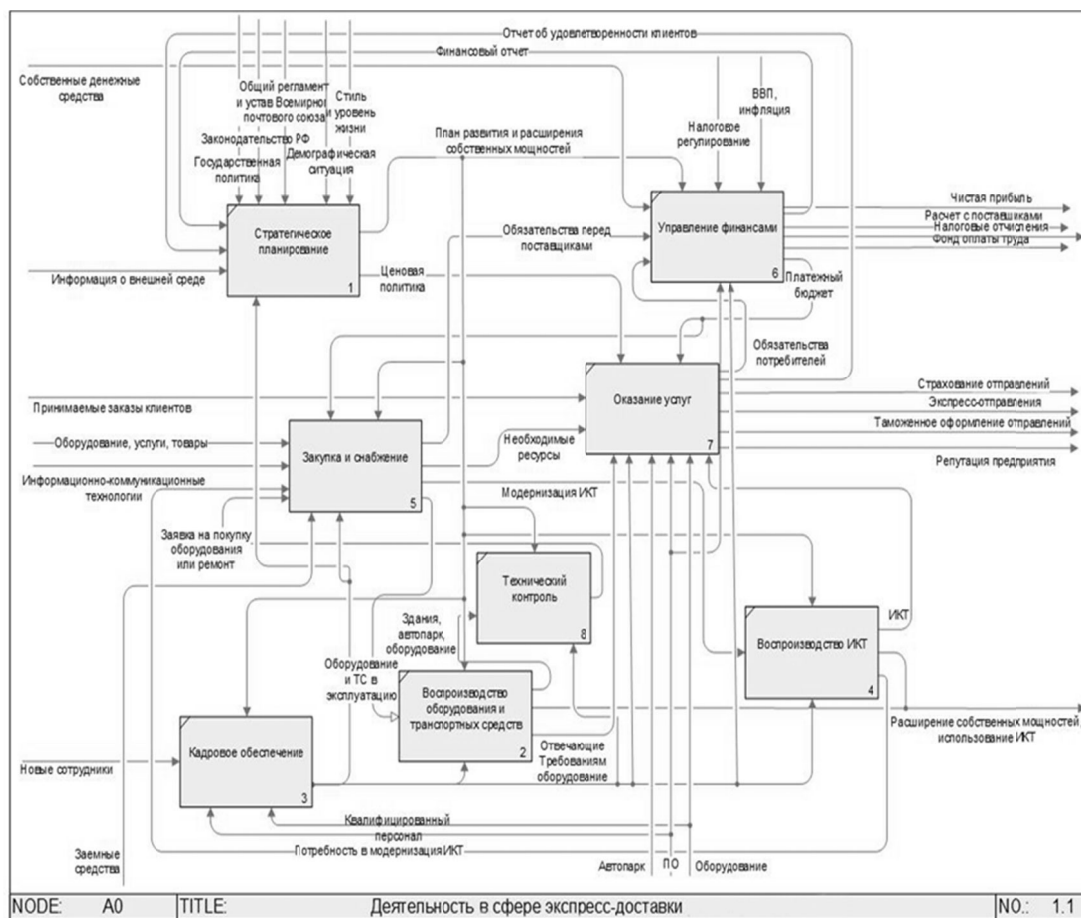 Отчет об удовлетворенности клиентов
Финансовый отчет
Собственные денежные
средства
Общий регламент
и устав Всемирного
почтового союза
Стиль
и уровень
жизни
Законодательство РФ
Государственная
политика
Демографическая
ситуация
План развития и расширения
собственных мощностей
Налоговое
регулирование
ВВП,
инфляция
Стратегическое
планирование
1
Управление финансами
6
Чистая прибыль
Расчет с поставщиками
Налоговые отчисления
Фонд оплаты труда
Обязательства перед
поставщиками
Информация о внешней среде
Ценовая
политика
Платежный
бюджет
Обязательства
потребителей
Принимаемые заказы клиентов
Оказание услуг
7
Страхование отправлений
Экспресс-отправления
Таможенное оформление отправлений
Репутация предприятия
Оборудование, услуги, товары
Закупка и снабжение
5
Необходимые
ресурсы
Информационно-коммуникационные
технологии
Модернизация ИКТ
Заявка на покупку
оборудования
или ремонт
Технический
контроль
8
Здания,
автопарк,
оборудование
ИКТ
Воспроизводство ИКТ
4
Оборудование
и ТС в
эксплуатацию
Воспроизводство
оборудования и
транспортных средств
2
Расширение собственных мощностей,
использование ИКТ
Кадровое обеспечение
3
Новые сотрудники
Отвечающие
Требованиям
оборудование
Квалифицированный
персонал
Заемные
средства
Потребность в модернизация ИКТ
Автопарк
ПО
Оборудование
NODE: A0
TITLE: Деятельность в сфере экспресс-доставки
NO.: 1.1